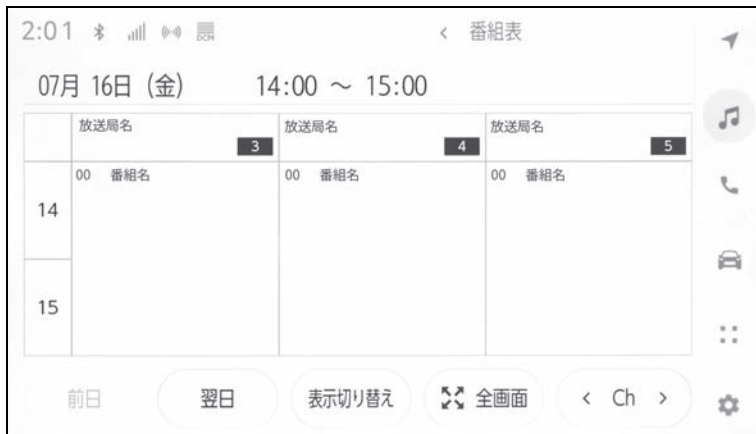 2:01
< 番組表
07月 16日 (金) 14:00 ～ 15:00
放送局名 3
放送局名 4
放送局名 5
14
00 番組名
00 番組名
00 番組名
15
前日
翌日
表示切り替え
全画面
< Ch >